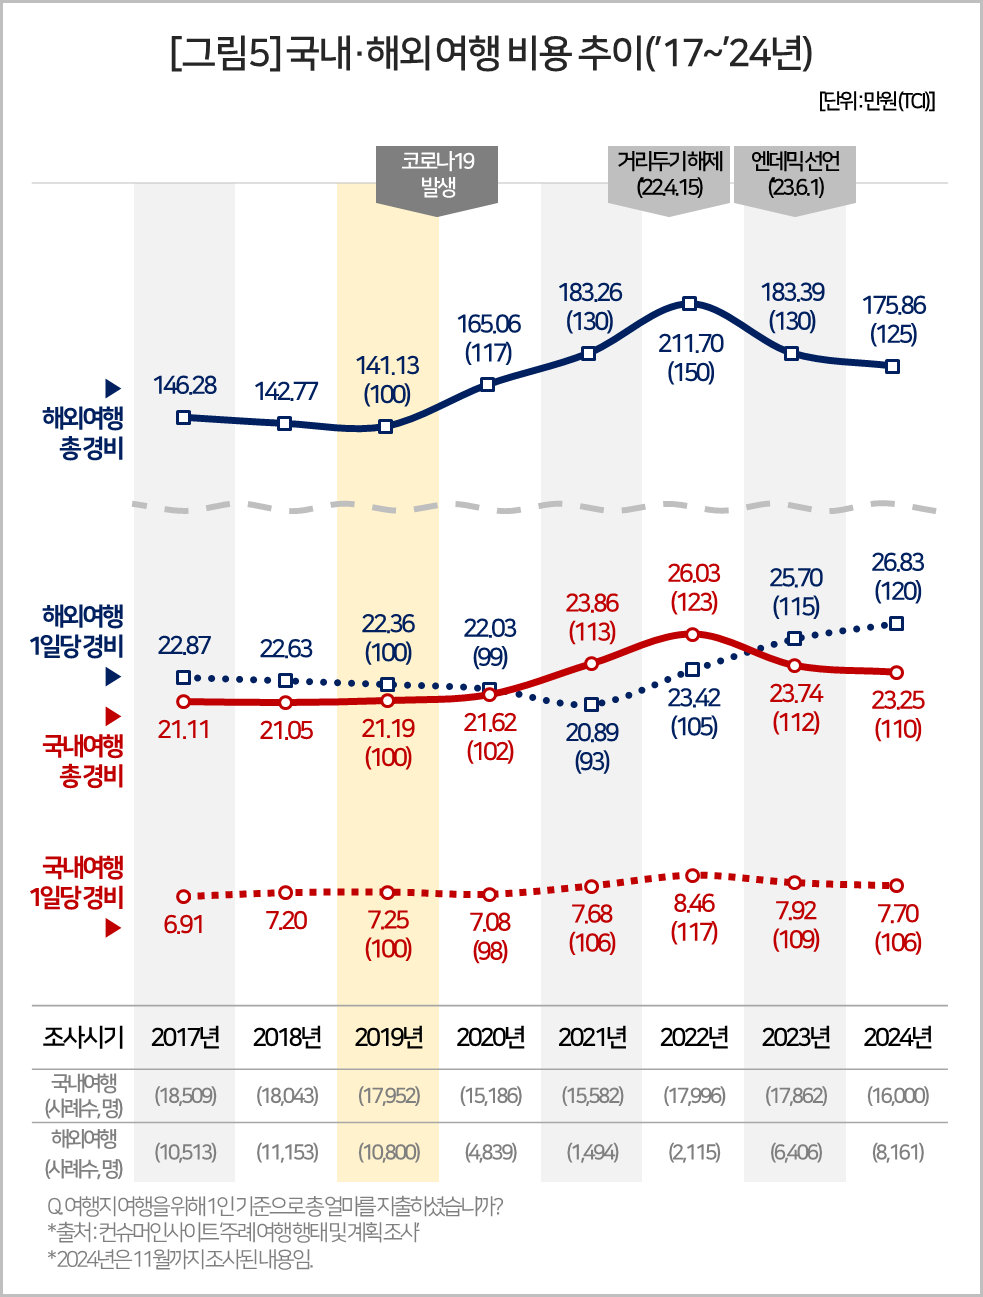 [그림5] 국내·해외 여행 비용 추이('17~'24년)
[단위 : 만원 (TCI)]
코로나19
발생
거리두기 해제
('22.4.15)
엔데믹 선언
('23.6.1)
▶
해외여행
총 경비
146.28
142.77
141.13
(100)
165.06
(117)
183.26
(130)
211.70
(150)
183.39
(130)
175.86
(125)
해외여행
1일당 경비
▶
22.87
22.63
22.36
(100)
22.03
(99)
20.89
(93)
23.42
(105)
25.70
(115)
26.83
(120)
▶
국내여행
총 경비
21.11
21.05
21.19
(100)
21.62
(102)
23.86
(113)
26.03
(123)
23.74
(112)
23.25
(110)
국내여행
1일당 경비
▶
6.91
7.20
7.25
(100)
7.08
(98)
7.68
(106)
8.46
(117)
7.92
(109)
7.70
(106)
조사시기 2017년 2018년 2019년 2020년 2021년 2022년 2023년 2024년
국내여행
(사례수, 명) (18,509) (18,043) (17,952) (15,186) (15,582) (17,996) (17,862) (16,000)
해외여행
(사례수, 명) (10,513) (11,153) (10,800) (4,839) (1,494) (2,115) (6,406) (8,161)
Q. 여행지 여행을 위해 1인 기준으로 총 얼마를 지출하셨습니까?
* 출처 : 컨슈머인사이트 '주례 여행 행태 및 계획 조사'
* 2024년은 11월까지 조사된 내용임.